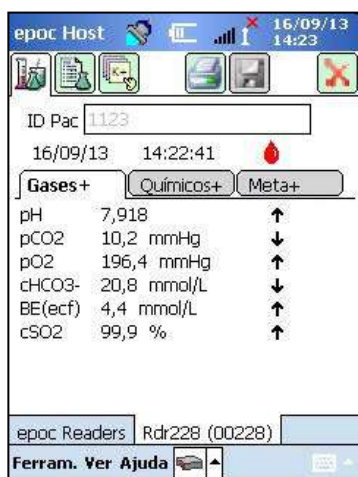 epoc Host 16/09/13
14:23
ID Pac 1123
16/09/13 14:22:41
Gases+ Químicos+ Meta+
pH 7,918 ↑
pCO2 10,2 mmHg ↓
pO2 196,4 mmHg ↑
cHCO3- 20,8 mmol/L ↓
BE(ecf) 4,4 mmol/L ↑
cSO2 99,9 % ↑
epoc Readers Rdr228 (00228)
Ferram. Ver Ajuda